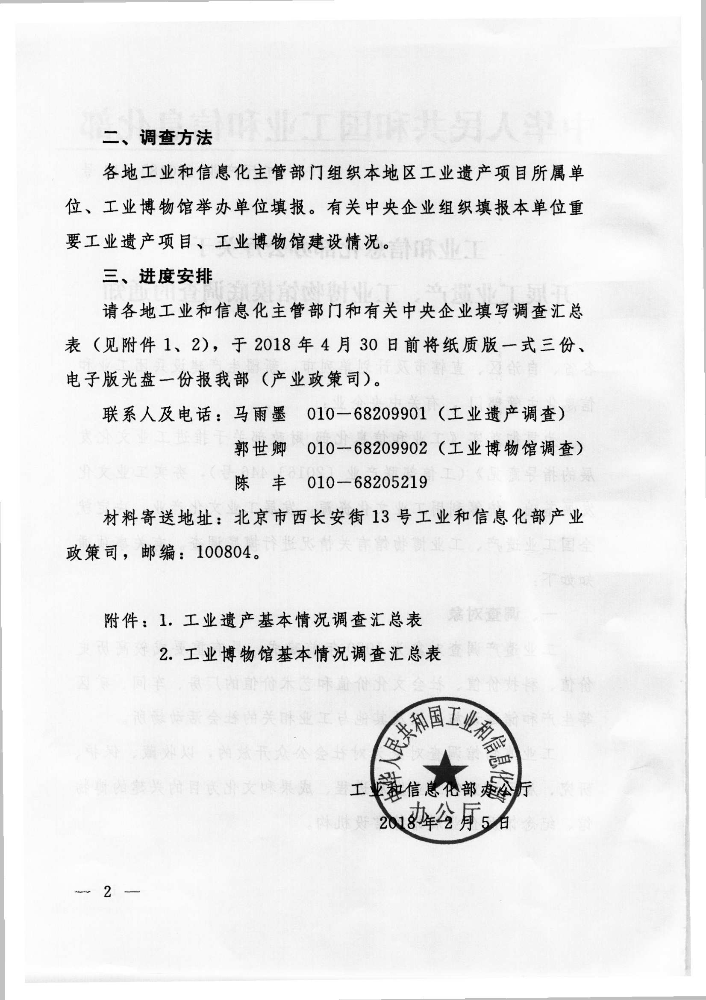 二、调查方法
各地工业和信息化主管部门组织本地区工业遗产项目所属单
位、工业博物馆举办单位填报。有关中央企业组织填报本单位重
要工业遗产项目、工业博物馆建设情况。
三、进度安排
请各地工业和信息化主管部门和有关中央企业填写调查汇总
表（见附件 1、2），于 2018 年 4 月 30 日前将纸质版一式三份、
电子版光盘一份报我部（产业政策司）。
联系人及电话：马雨墨 010—68209901（工业遗产调查）
郭世卿 010—68209902（工业博物馆调查）
陈 丰 010—68205219
材料寄送地址：北京市西长安街 13 号工业和信息化部产业
政策司，邮编：100804。
附件：1. 工业遗产基本情况调查汇总表
2. 工业博物馆基本情况调查汇总表
中华人民共和国工业和信息化部
工业和信息化部办公厅
办公厅
2018 年 2 月 5 日
— 2 —